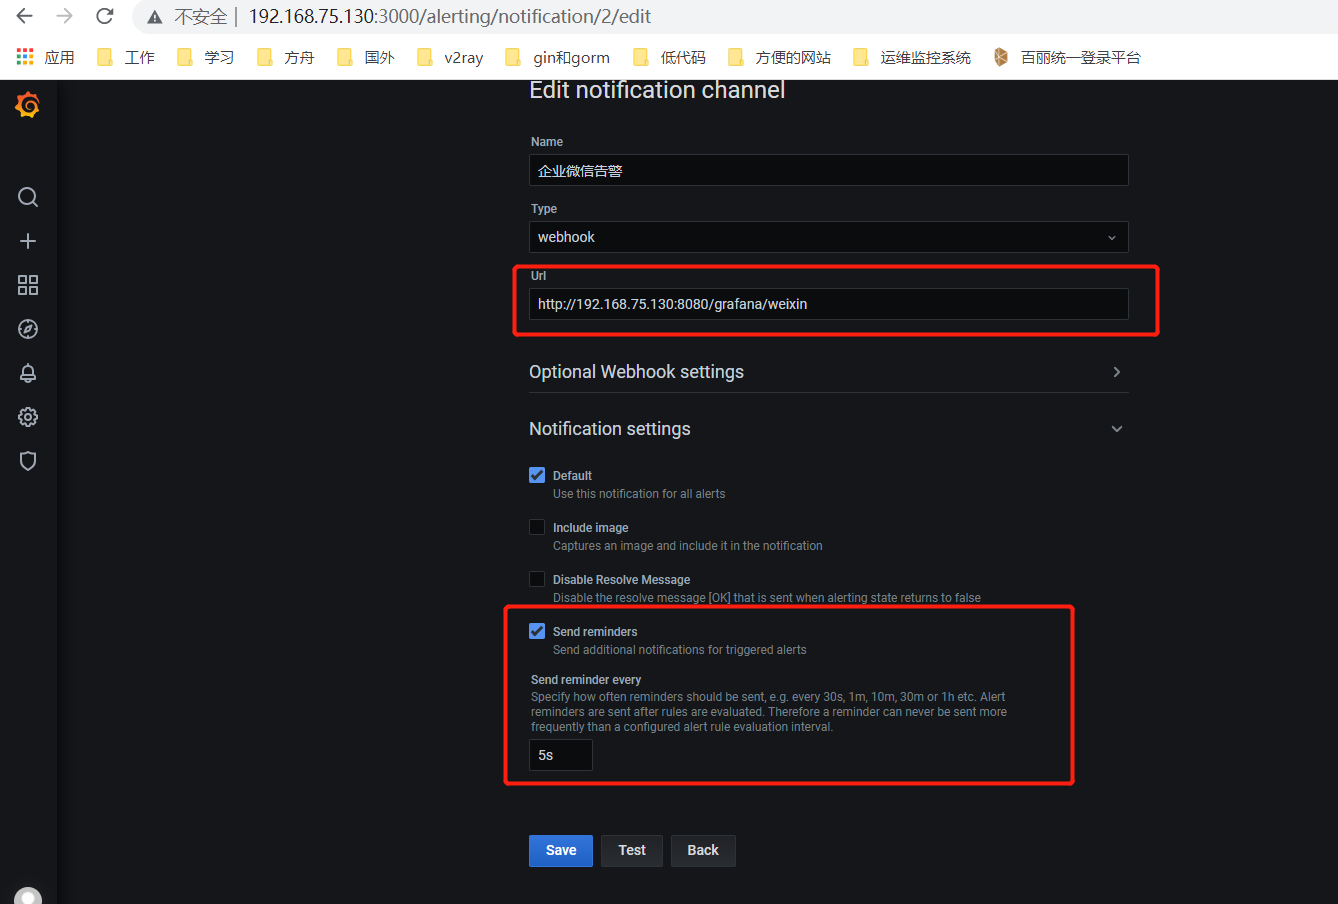 不安全 | 192.168.75.130:3000/alerting/notification/2/edit
应用 工作 学习 方舟 国外 v2ray gin和gorm 低代码 方便的网站 运维监控系统 百丽统一登录平台
Edit notification channel
Name
企业微信告警
Type
webhook
Url
http://192.168.75.130:8080/grafana/weixin
Optional Webhook settings
Notification settings
Default
Use this notification for all alerts
Include image
Captures an image and include it in the notification
Disable Resolve Message
Disable the resolve message [OK] that is sent when alerting state returns to false
Send reminders
Send additional notifications for triggered alerts
Send reminder every
Specify how often reminders should be sent, e.g. every 30s, 1m, 10m, 30m or 1h etc. Alert
reminders are sent after rules are evaluated. Therefore a reminder can never be sent more
frequently than a configured alert rule evaluation interval.
5s
Save Test Back